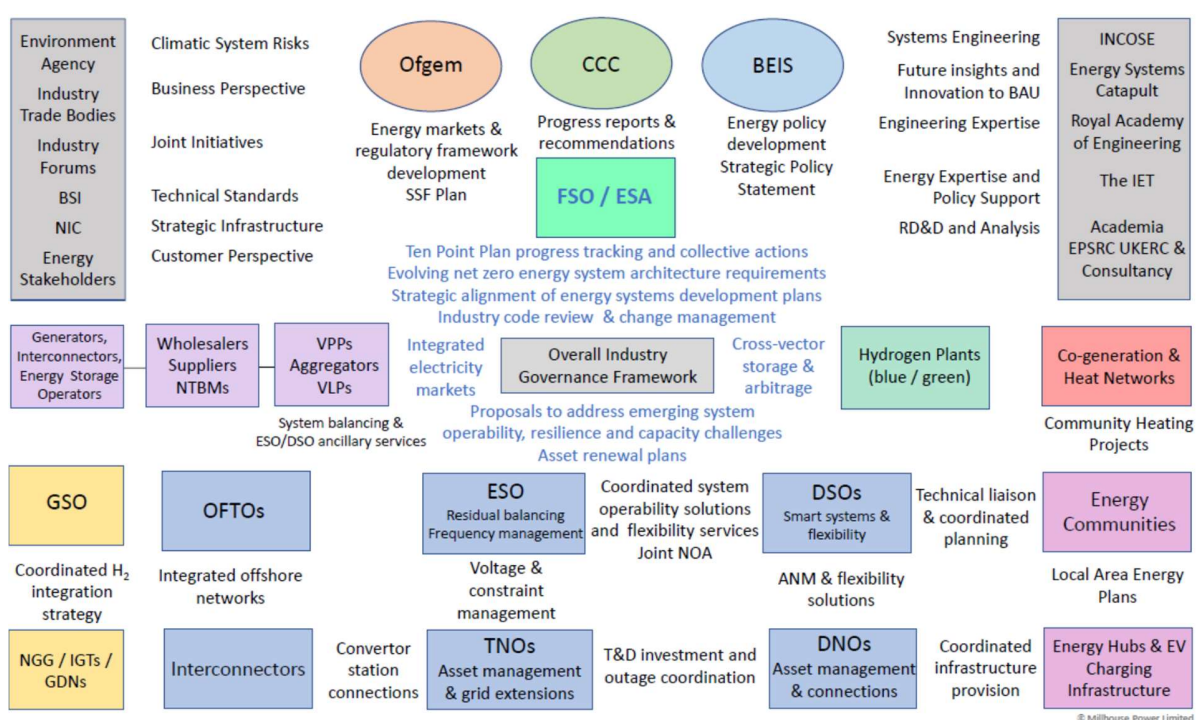 Environment
Agency
Industry
Trade Bodies
Industry
Forums
BSI
NIC
Energy
Stakeholders
Climatic System Risks
Business Perspective
Joint Initiatives
Technical Standards
Strategic Infrastructure
Customer Perspective
Ofgem
Energy markets &
regulatory framework
development
SSF Plan
CCC
Progress reports &
recommendations
FSO / ESA
BEIS
Energy policy
development
Strategic Policy
Statement
Systems Engineering
Future insights and
Innovation to BAU
Engineering Expertise
Energy Expertise and
Policy Support
RD&D and Analysis
INCOSE
Energy Systems
Catapult
Royal Academy
of Engineering
The IET
Academia
EPSRC UKERC &
Consultancy
Ten Point Plan progress tracking and collective actions
Evolving net zero energy system architecture requirements
Strategic alignment of energy systems development plans
Industry code review & change management
Generators,
Interconnectors,
Energy Storage
Operators
Wholesalers
Suppliers
NTBMs
VPPs
Aggregators
VLPs
System balancing &
ESO/DSO ancillary services
Integrated
electricity
markets
Overall Industry
Governance Framework
Cross-vector
storage &
arbitrage
Hydrogen Plants
(blue / green)
Co-generation &
Heat Networks
Community Heating
Projects
Proposals to address emerging system
operability, resilience and capacity challenges
Asset renewal plans
GSO
Coordinated H₂
integration
strategy
OFTOs
Integrated offshore
networks
ESO
Residual balancing
Frequency management
Voltage &
constraint
management
Coordinated system
operability solutions
and flexibility services
Joint NOA
DSOs
Smart systems &
flexibility
ANM & flexibility
solutions
Technical liaison
& coordinated
planning
Energy
Communities
Local Area Energy
Plans
NGG / IGTs /
GDNs
Interconnectors
Convertor
station
connections
TNOs
Asset management
& grid extensions
T&D investment and
outage coordination
DNOs
Asset management
& connections
Coordinated
infrastructure
provision
Energy Hubs & EV
Charging
Infrastructure
© Millhouse Power Limited